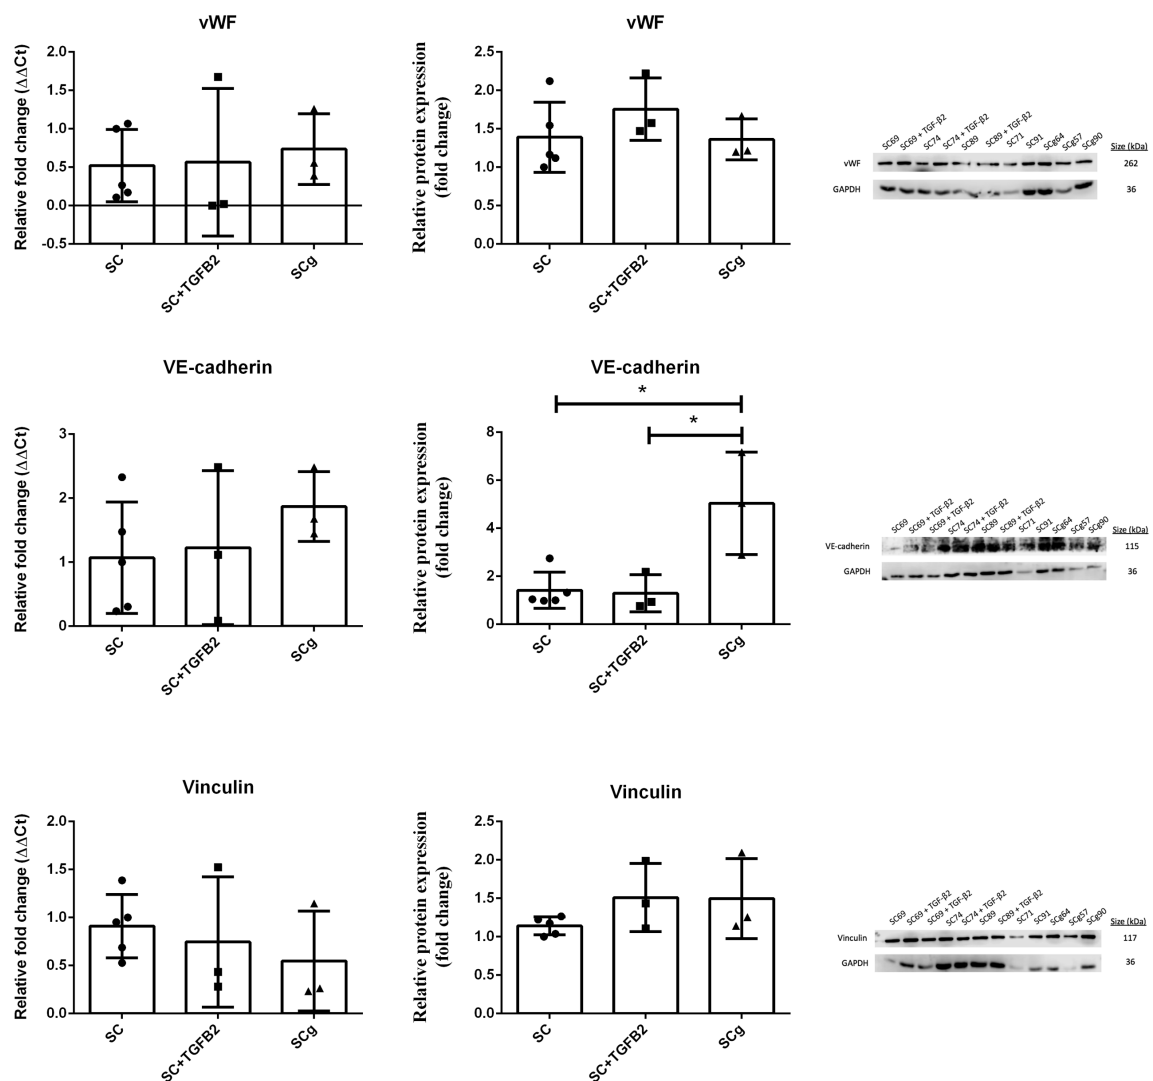 vWF
Relative fold change (ΔΔCt)
2.0
1.5
1.0
0.5
0.0
-0.5
SC
SC+TGFB2
SCg
vWF
Relative protein expression
(fold change)
2.5
2.0
1.5
1.0
0.5
0.0
SC
SC+TGFB2
SCg
SC69
SC69 + TGF-β2
SC74
SC74 + TGF-β2
SC89
SC89 + TGF-β2
SC71
SC91
SCg64
SCg57
SCg90
Size (kDa)
vWF
262
GAPDH
36
VE-cadherin
Relative fold change (ΔΔCt)
3
2
1
0
SC
SC+TGFB2
SCg
VE-cadherin
*
*
Relative protein expression
(fold change)
8
6
4
2
0
SC
SC+TGFB2
SCg
SC69
SC69 + TGF-β2
SC69 + TGF-β2
SC74
SC74 + TGF-β2
SC89
SC89 + TGF-β2
SC71
SC91
SCg64
SCg57
SCg90
Size (kDa)
VE-cadherin
115
GAPDH
36
Vinculin
Relative fold change (ΔΔCt)
2.0
1.5
1.0
0.5
0.0
SC
SC+TGFB2
SCg
Vinculin
Relative protein expression
(fold change)
2.5
2.0
1.5
1.0
0.5
0.0
SC
SC+TGFB2
SCg
SC69
SC69 + TGF-β2
SC69 + TGF-β2
SC74
SC74 + TGF-β2
SC89
SC89 + TGF-β2
SC71
SC91
SCg64
SCg57
SCg90
Size (kDa)
Vinculin
117
GAPDH
36